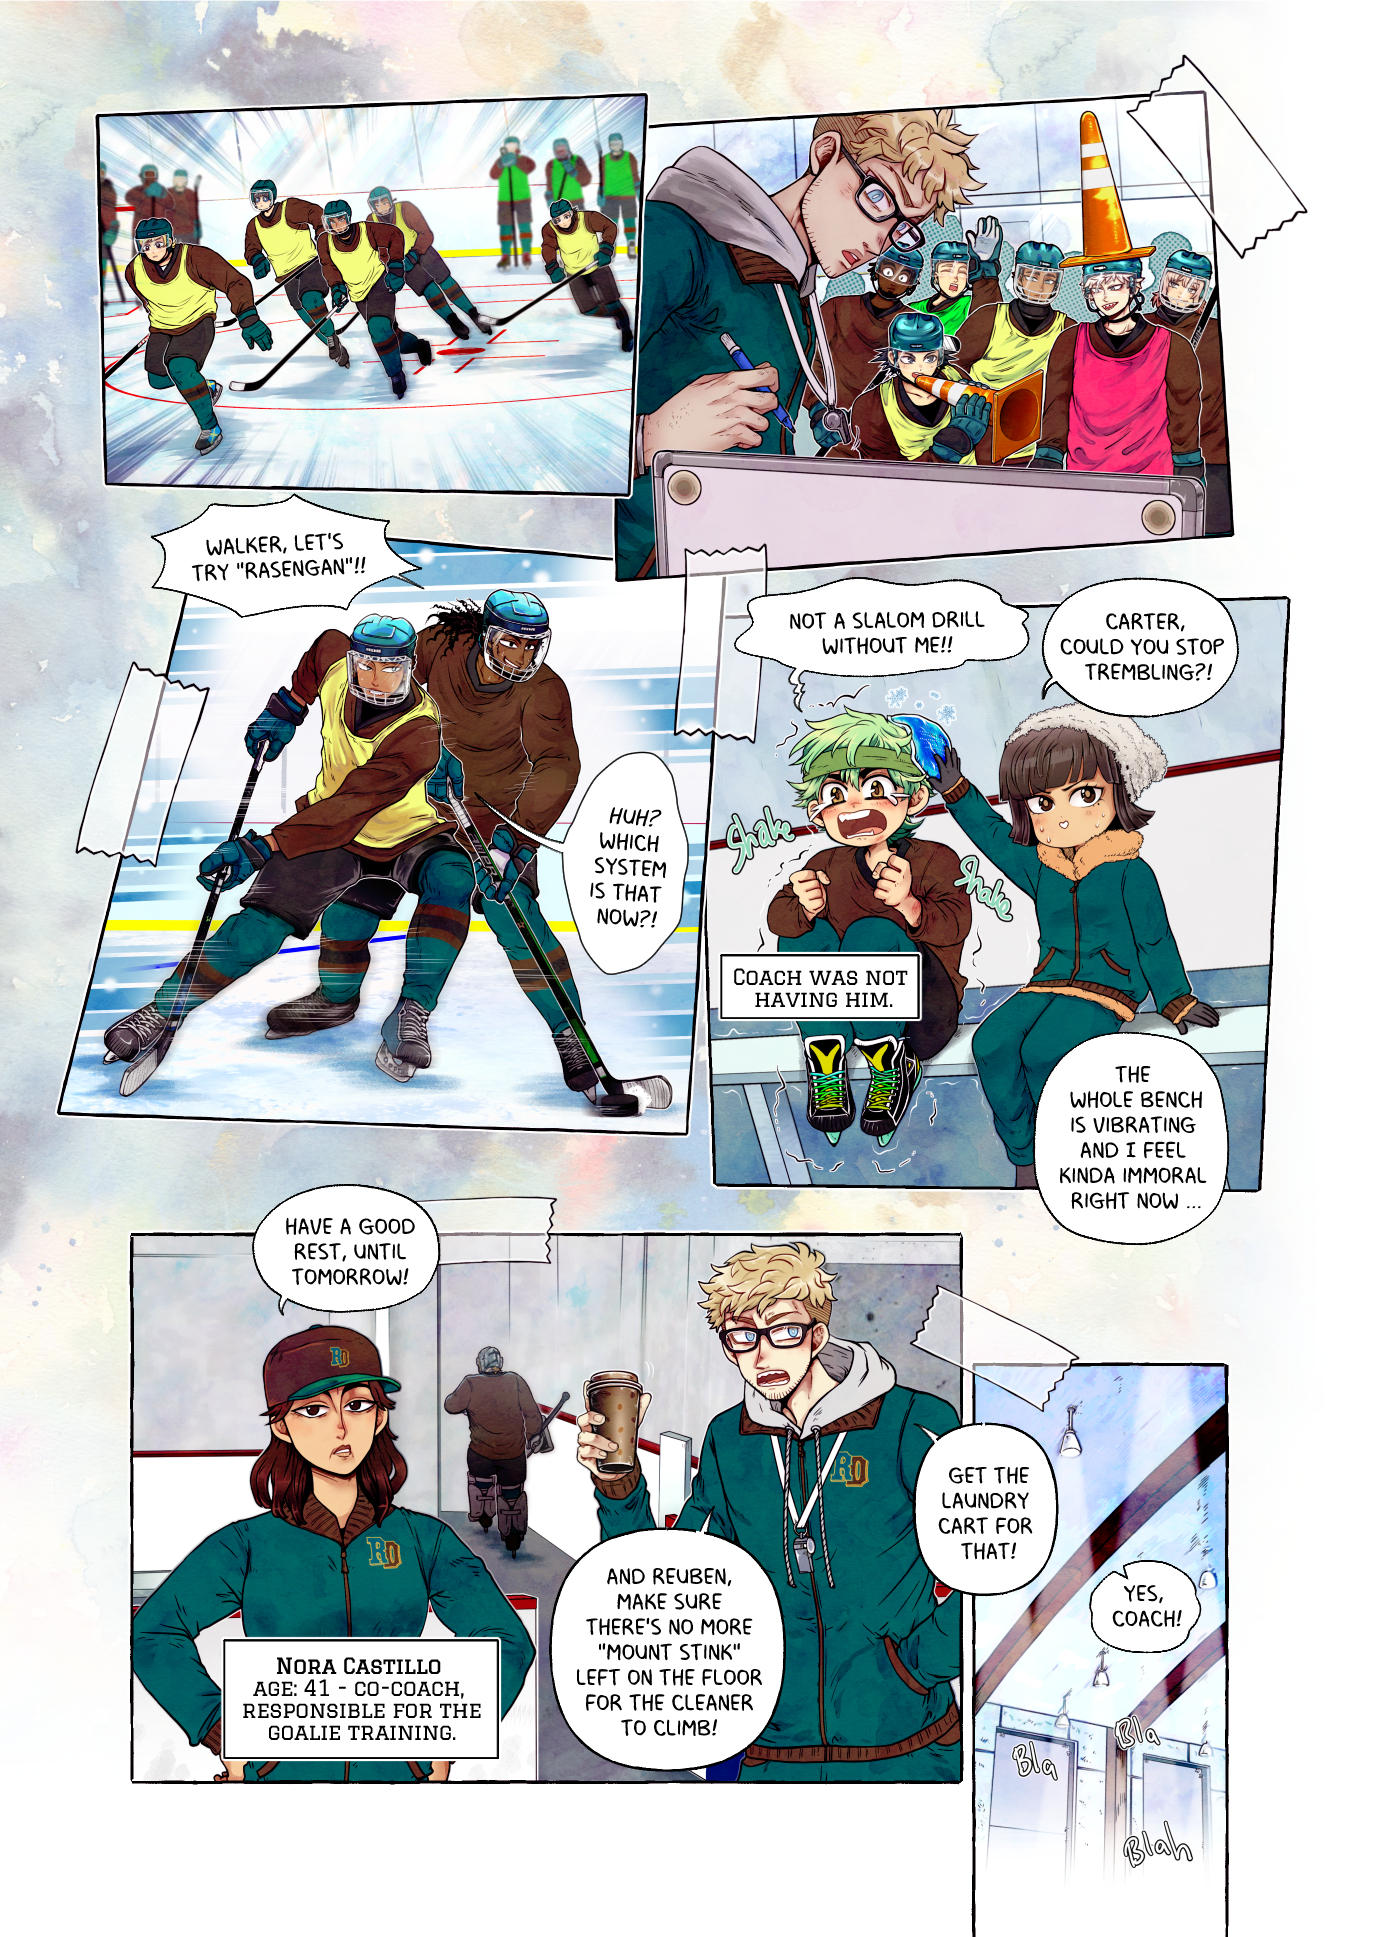 WALKER, LET'S
TRY "RASENGAN"!!
HUH?
WHICH
SYSTEM
IS THAT
NOW?!
NOT A SLALOM DRILL
WITHOUT ME!!
CARTER,
COULD YOU STOP
TREMBLING?!
Shake
Shake
COACH WAS NOT
HAVING HIM.
THE
WHOLE BENCH
IS VIBRATING
AND I FEEL
KINDA IMMORAL
RIGHT NOW ...
HAVE A GOOD
REST, UNTIL
TOMORROW!
RD
RD
RD
NORA CASTILLO
AGE: 41 - CO-COACH,
RESPONSIBLE FOR THE
GOALIE TRAINING.
AND REUBEN,
MAKE SURE
THERE'S NO MORE
"MOUNT STINK"
LEFT ON THE FLOOR
FOR THE CLEANER
TO CLIMB!
GET THE
LAUNDRY
CART FOR
THAT!
YES,
COACH!
Bla
Bla
Blah